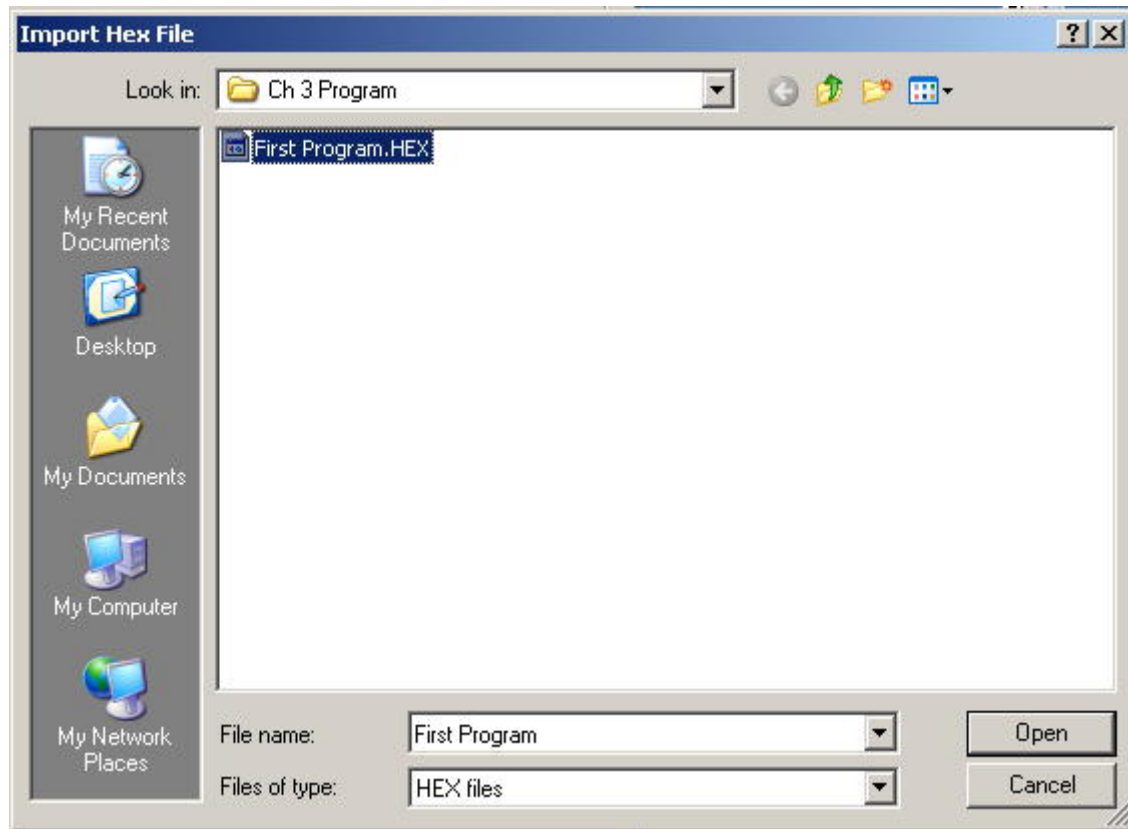 Import Hex File
Look in:
Ch 3 Program
First Program.HEX
My Recent
Documents
Desktop
My Documents
My Computer
My Network
Places
File name:
First Program
Open
Files of type:
HEX files
Cancel